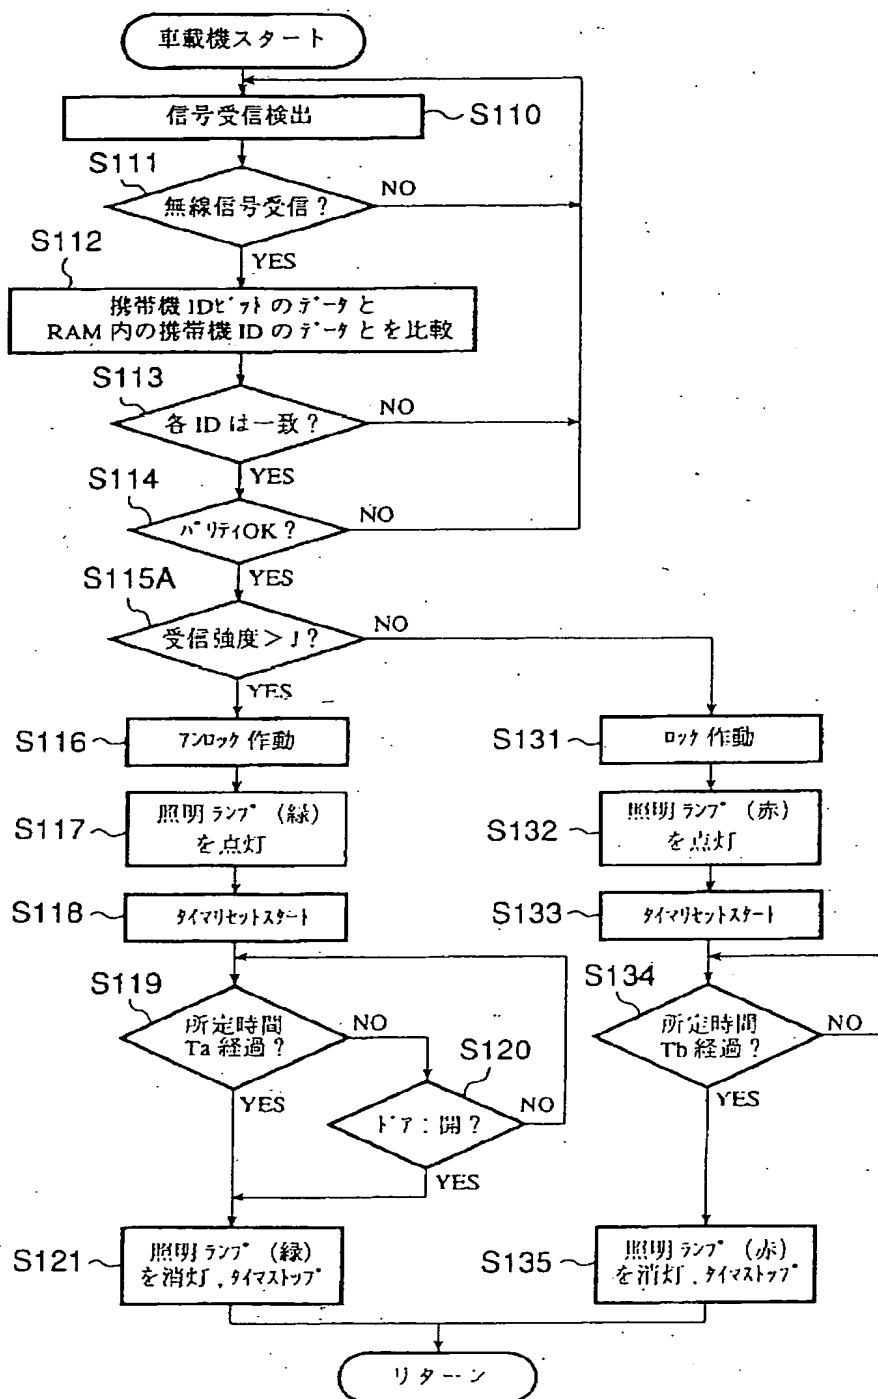 車載機スタート
信号受信検出
S110
S111
無線信号受信？
NO
YES
S112
携帯機IDビットのデータと
RAM内の携帯機IDのデータとを比較
S113
各IDは一致？
NO
YES
S114
パリティOK？
NO
YES
S115A
受信強度＞J？
NO
YES
S116
アンロック作動
S131
ロック作動
S117
照明ランプ（緑）
を点灯
S132
照明ランプ（赤）
を点灯
S118
タイマリセットスタート
S133
タイマリセットスタート
S119
所定時間
Ta経過？
NO
YES
S120
ドア：開？
NO
YES
S134
所定時間
Tb経過？
NO
YES
S121
照明ランプ（緑）
を消灯，タイマストップ
S135
照明ランプ（赤）
を消灯，タイマストップ
リターン